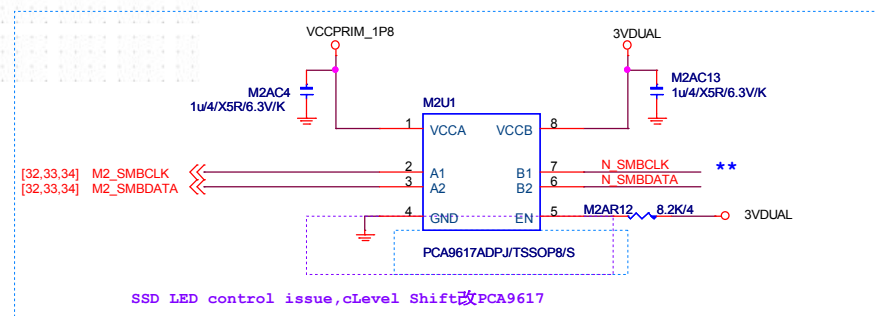 VCCPRIM_1P8
3VDUAL
M2AC4
1u/4/X5R/6.3V/K
M2AC13
1u/4/X5R/6.3V/K
M2U1
1 VCCA VCCB 8
[32,33,34] M2_SMBCLK 2 A1 B1 7 N_SMBCLK **
[32,33,34] M2_SMBDATA 3 A2 B2 6 N_SMBDATA
4 GND EN 5 M2AR12 8.2K/4 3VDUAL
PCA9617ADPJ/TSSOP8/S
SSD LED control issue,cLevel Shift改PCA9617